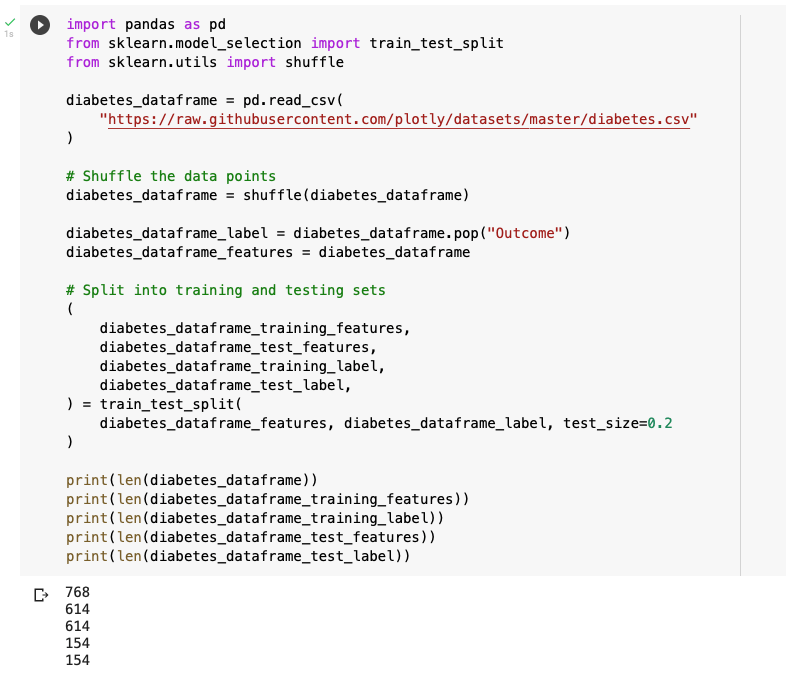 1s
import pandas as pd
from sklearn.model_selection import train_test_split
from sklearn.utils import shuffle
diabetes_dataframe = pd.read_csv(
    "https://raw.githubusercontent.com/plotly/datasets/master/diabetes.csv"
)
# Shuffle the data points
diabetes_dataframe = shuffle(diabetes_dataframe)
diabetes_dataframe_label = diabetes_dataframe.pop("Outcome")
diabetes_dataframe_features = diabetes_dataframe
# Split into training and testing sets
(
    diabetes_dataframe_training_features,
    diabetes_dataframe_test_features,
    diabetes_dataframe_training_label,
    diabetes_dataframe_test_label,
) = train_test_split(
    diabetes_dataframe_features, diabetes_dataframe_label, test_size=0.2
)
print(len(diabetes_dataframe))
print(len(diabetes_dataframe_training_features))
print(len(diabetes_dataframe_training_label))
print(len(diabetes_dataframe_test_features))
print(len(diabetes_dataframe_test_label))
768
614
614
154
154